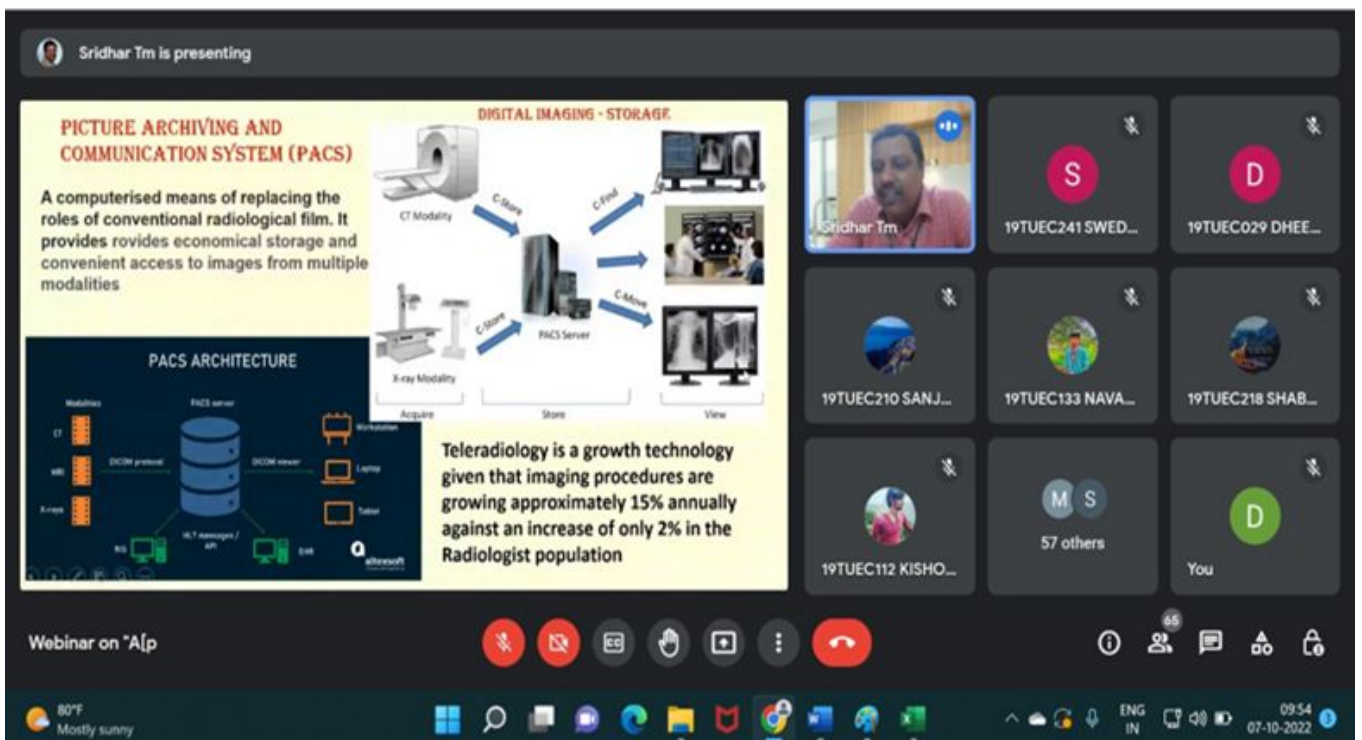 Sridhar Tm is presenting
PICTURE ARCHIVING AND
COMMUNICATION SYSTEM (PACS)
A computerised means of replacing the
roles of conventional radiological film. It
provides rovides economical storage and
convenient access to images from multiple
modalities
DIGITAL IMAGING - STORAGE
CT Modality
C-Store
C-Find
PACS Server
C-Store
C-Move
X-ray Modality
Acquire
Store
View
PACS ARCHITECTURE
Modalities
PACS server
Workstation
CT
DICOM protocol
DICOM viewer
MRI
Laptop
X-rays
Tablet
HL7 messages /
API
RIS
EHR
altexsoft
Teleradiology is a growth technology
given that imaging procedures are
growing approximately 15% annually
against an increase of only 2% in the
Radiologist population
Sridhar Tm
S
19TUEC241 SWED...
D
19TUEC029 DHEE...
19TUEC210 SANJ...
19TUEC133 NAVA...
19TUEC218 SHAB...
19TUEC112 KISHO...
M S
57 others
D
You
Webinar on "A[p
CC
65
80°F
Mostly sunny
ENG
IN
09:54
07-10-2022
3